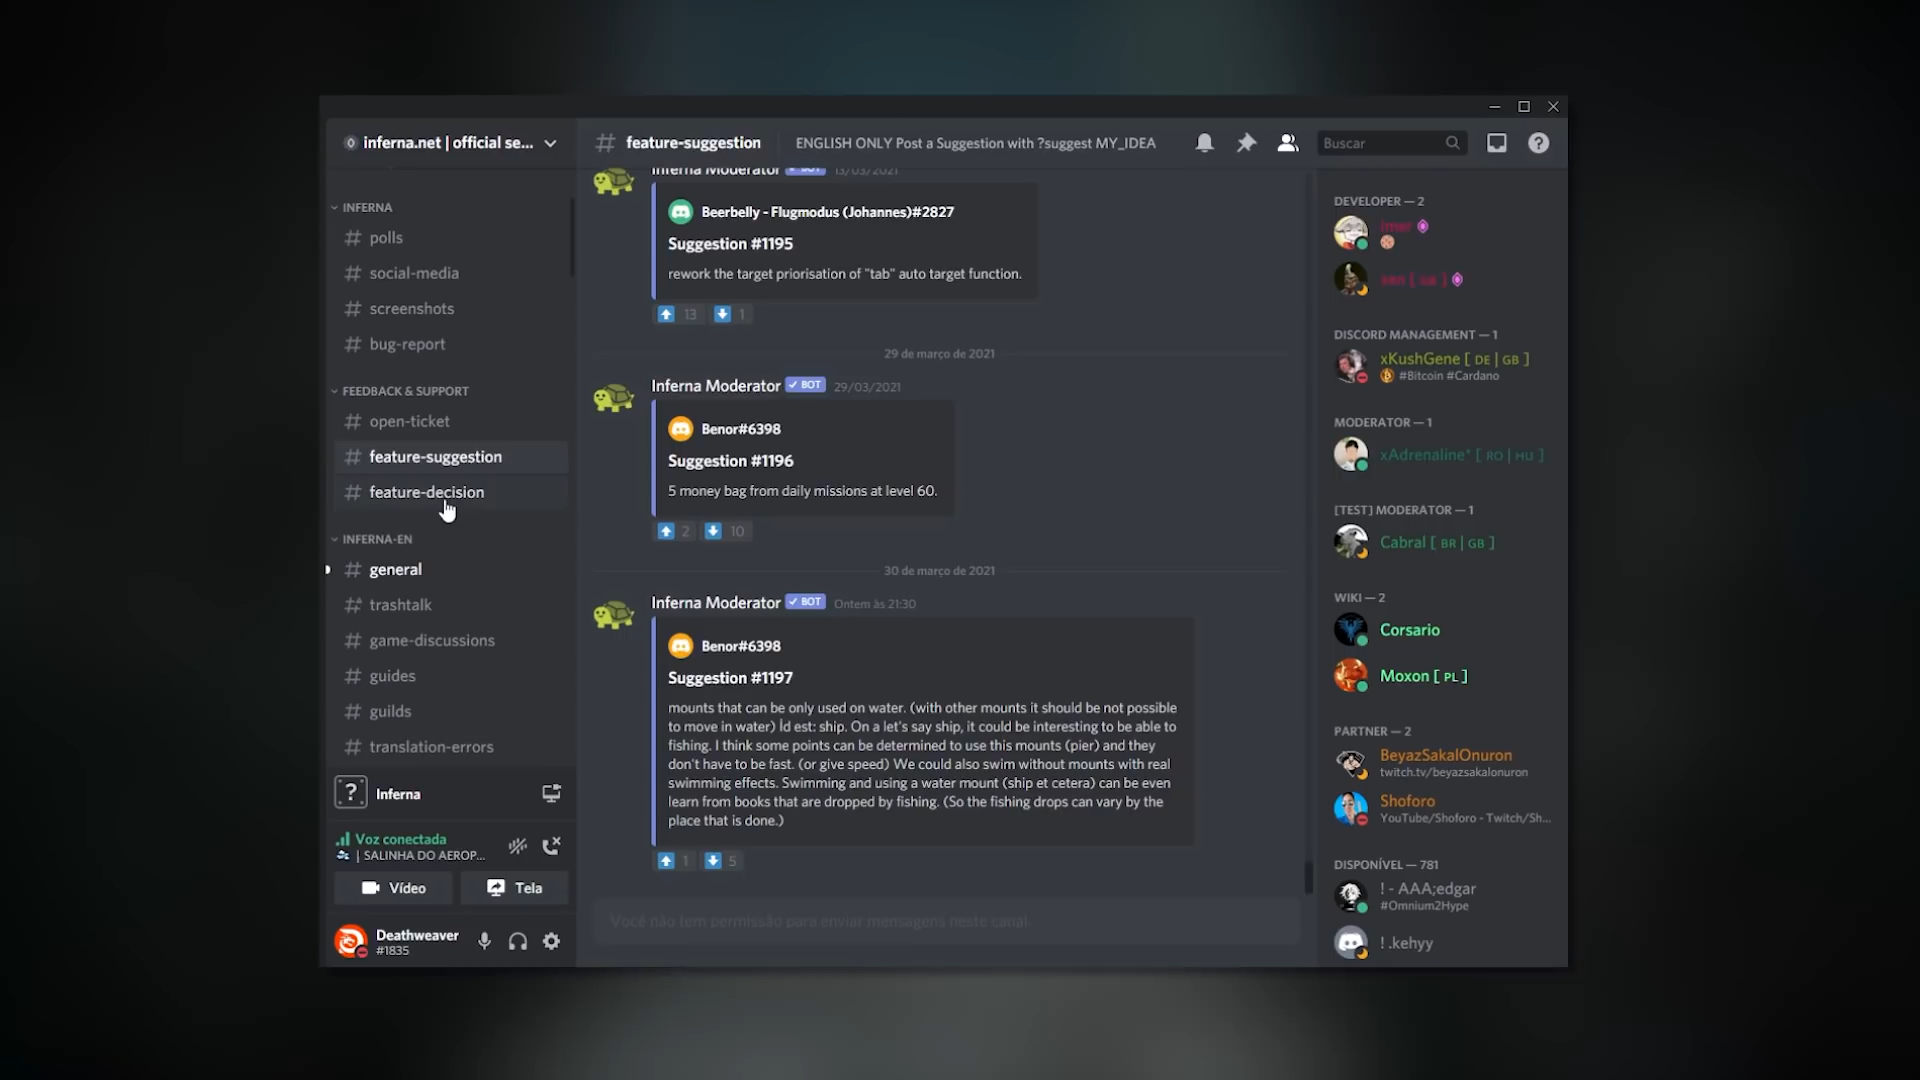 inferna.net | official se...
INFERNA
polls
social-media
screenshots
bug-report
FEEDBACK & SUPPORT
open-ticket
feature-suggestion
feature-decision
INFERNA-EN
general
trashtalk
game-discussions
guides
guilds
translation-errors
? Inferna
Voz conectada
| SALINHA DO AEROP...
Vídeo
Tela
Deathweaver
#1835
feature-suggestion
ENGLISH ONLY Post a Suggestion with ?suggest MY_IDEA
Buscar
Inferna Moderator BOT 13/03/2021
Beerbelly - Flugmodus (Johannes)#2827
Suggestion #1195
rework the target priorisation of "tab" auto target function.
13 1
29 de março de 2021
Inferna Moderator BOT 29/03/2021
Benor#6398
Suggestion #1196
5 money bag from daily missions at level 60.
2 10
30 de março de 2021
Inferna Moderator BOT Ontem às 21:30
Benor#6398
Suggestion #1197
mounts that can be only used on water. (with other mounts it should be not possible
to move in water) İd est: ship. On a let's say ship, it could be interesting to be able to
fishing. I think some points can be determined to use this mounts (pier) and they
don't have to be fast. (or give speed) We could also swim without mounts with real
swimming effects. Swimming and using a water mount (ship et cetera) can be even
learn from books that are dropped by fishing. (So the fishing drops can vary by the
place that is done.)
1 5
Você não tem permissão para enviar mensagens neste canal.
DEVELOPER — 2
DISCORD MANAGEMENT — 1
xKushGene [ DE | GB ]
#Bitcoin #Cardano
MODERATOR — 1
xAdrenaline* [ RO | HU ]
[TEST] MODERATOR — 1
Cabral [ BR | GB ]
WIKI — 2
Corsario
Moxon [ PL ]
PARTNER — 2
BeyazSakalOnuron
twitch.tv/beyazsakalonuron
Shoforo
YouTube/Shoforo - Twitch/Sh...
DISPONÍVEL — 781
! - AAA;edgar
#Omnium2Hype
! .kehyy